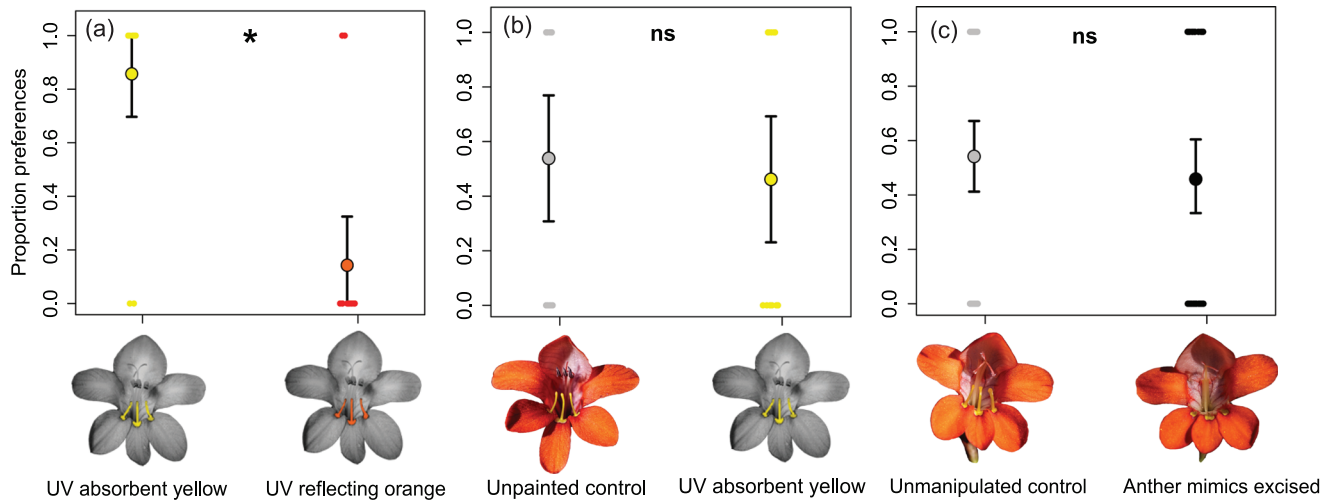 Proportion preferences
(a)
*
1.0
0.8
0.6
0.4
0.2
0.0
UV absorbent yellow
UV reflecting orange
(b)
ns
1.0
0.8
0.6
0.4
0.2
0.0
Unpainted control
UV absorbent yellow
(c)
ns
1.0
0.8
0.6
0.4
0.2
0.0
Unmanipulated control
Anther mimics excised